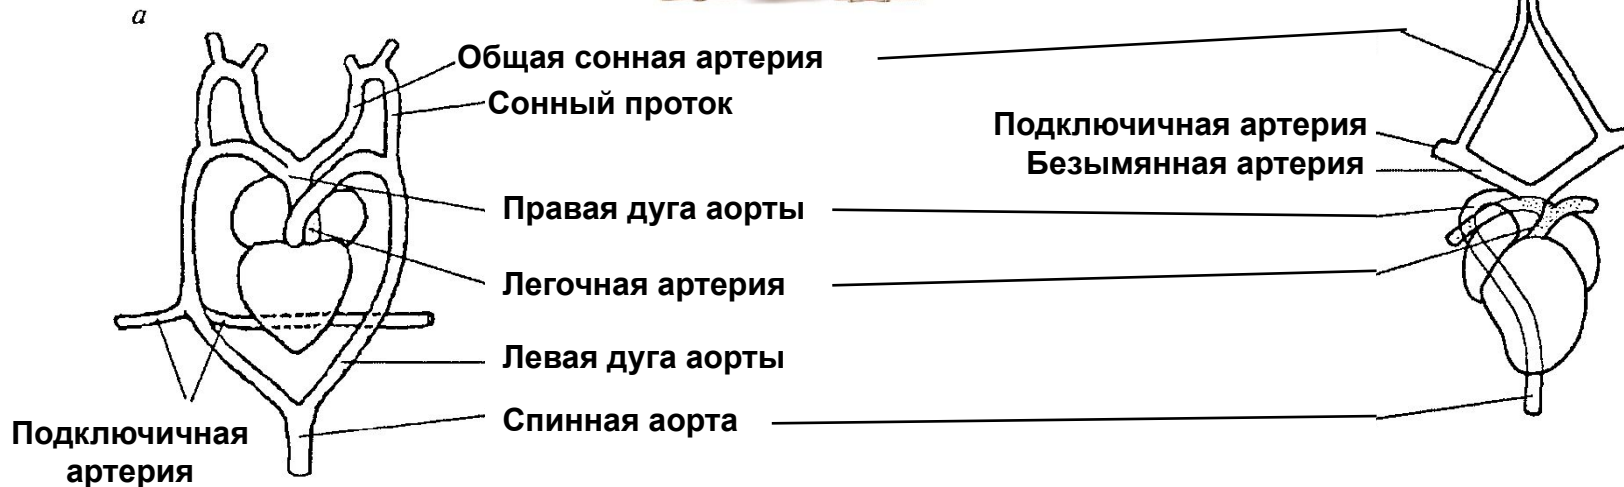 а
Общая сонная артерия
Сонный проток
Подключичная артерия
Безымянная артерия
Правая дуга аорты
Легочная артерия
Левая дуга аорты
Спинная аорта
Подключичная
артерия